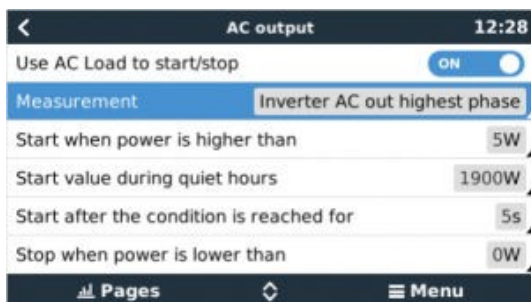 AC output 12:28
Use AC Load to start/stop ON
Measurement Inverter AC out highest phase
Start when power is higher than 5W
Start value during quiet hours 1900W
Start after the condition is reached for 5s
Stop when power is lower than 0W
Pages Menu